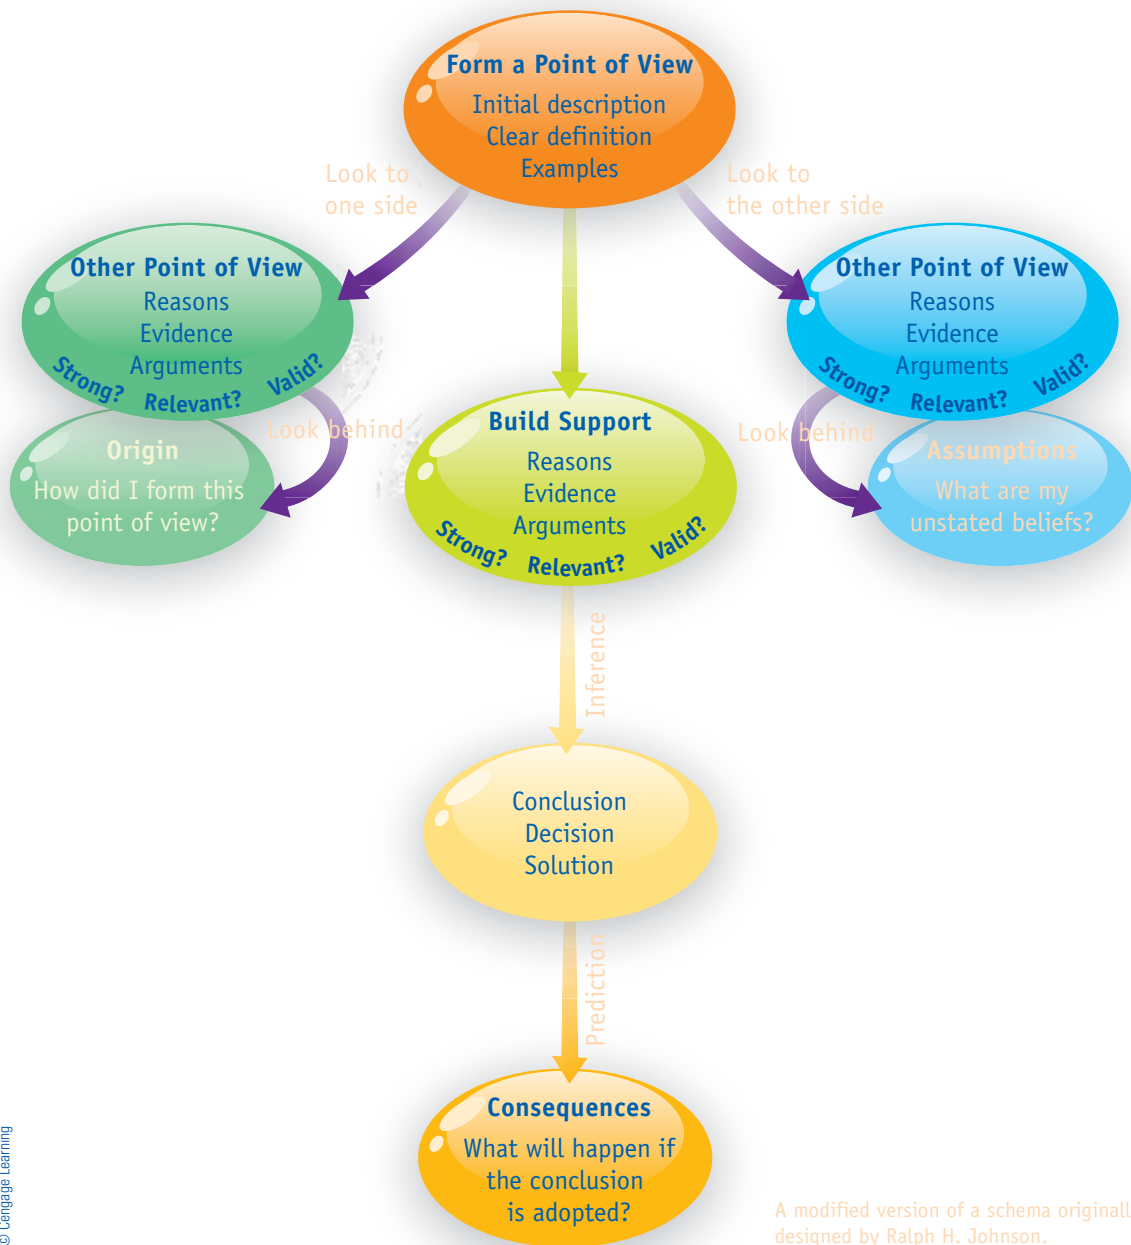 Form a Point of View
Initial description
Clear definition
Examples
Look to
one side
Look to
the other side
Other Point of View
Reasons
Evidence
Arguments
Strong? Relevant? Valid?
Other Point of View
Reasons
Evidence
Arguments
Strong? Relevant? Valid?
Look behind
Origin
How did I form this
point of view?
Build Support
Reasons
Evidence
Arguments
Strong? Relevant? Valid?
Look behind
Assumptions
What are my
unstated beliefs?
Inference
Conclusion
Decision
Solution
Prediction
Consequences
What will happen if
the conclusion
is adopted?
© Cengage Learning
A modified version of a schema originall
designed by Ralph H. Johnson.